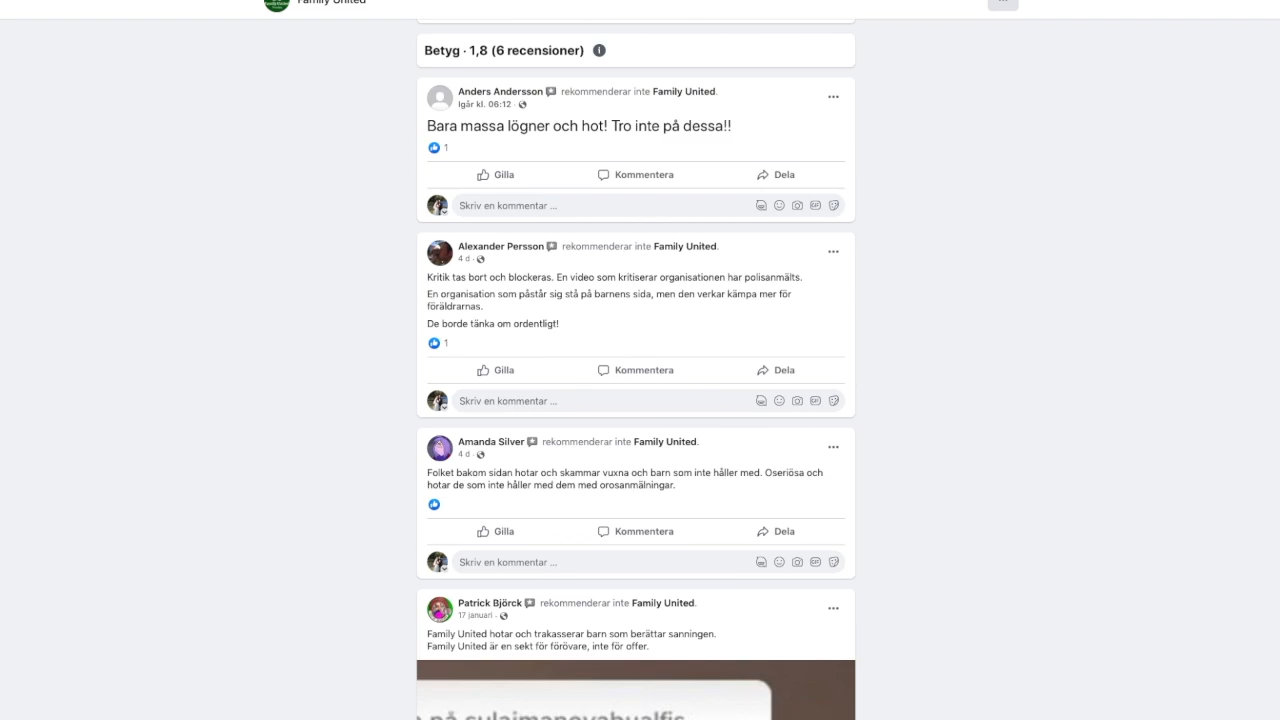 Family United
Betyg · 1,8 (6 recensioner)
Anders Andersson rekommenderar inte Family United.
Igår kl. 06:12 ·
Bara massa lögner och hot! Tro inte på dessa!!
1
Gilla Kommentera Dela
Skriv en kommentar ...
Alexander Persson rekommenderar inte Family United.
4 d ·
Kritik tas bort och blockeras. En video som kritiserar organisationen har polisanmälts.
En organisation som påstår sig stå på barnens sida, men den verkar kämpa mer för
föräldrarnas.
De borde tänka om ordentligt!
1
Gilla Kommentera Dela
Skriv en kommentar ...
Amanda Silver rekommenderar inte Family United.
4 d ·
Folket bakom sidan hotar och skammar vuxna och barn som inte håller med. Oseriösa och
hotar de som inte håller med dem med orosanmälningar.
Gilla Kommentera Dela
Skriv en kommentar ...
Patrick Björck rekommenderar inte Family United.
17 januari ·
Family United hotar och trakasserar barn som berättar sanningen.
Family United är en sekt för förövare, inte för offer.